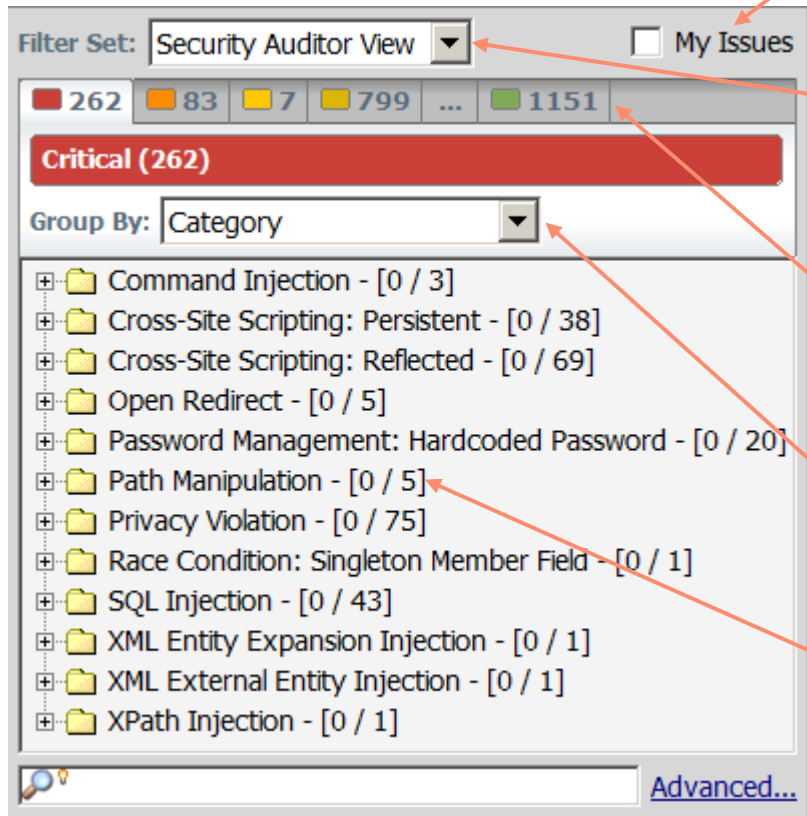 Filter Set: Security Auditor View My Issues
262 83 7 799 ... 1151
Critical (262)
Group By: Category
Command Injection - [0 / 3]
Cross-Site Scripting: Persistent - [0 / 38]
Cross-Site Scripting: Reflected - [0 / 69]
Open Redirect - [0 / 5]
Password Management: Hardcoded Password - [0 / 20]
Path Manipulation - [0 / 5]
Privacy Violation - [0 / 75]
Race Condition: Singleton Member Field - [0 / 1]
SQL Injection - [0 / 43]
XML Entity Expansion Injection - [0 / 1]
XML External Entity Injection - [0 / 1]
XPath Injection - [0 / 1]
Advanced...